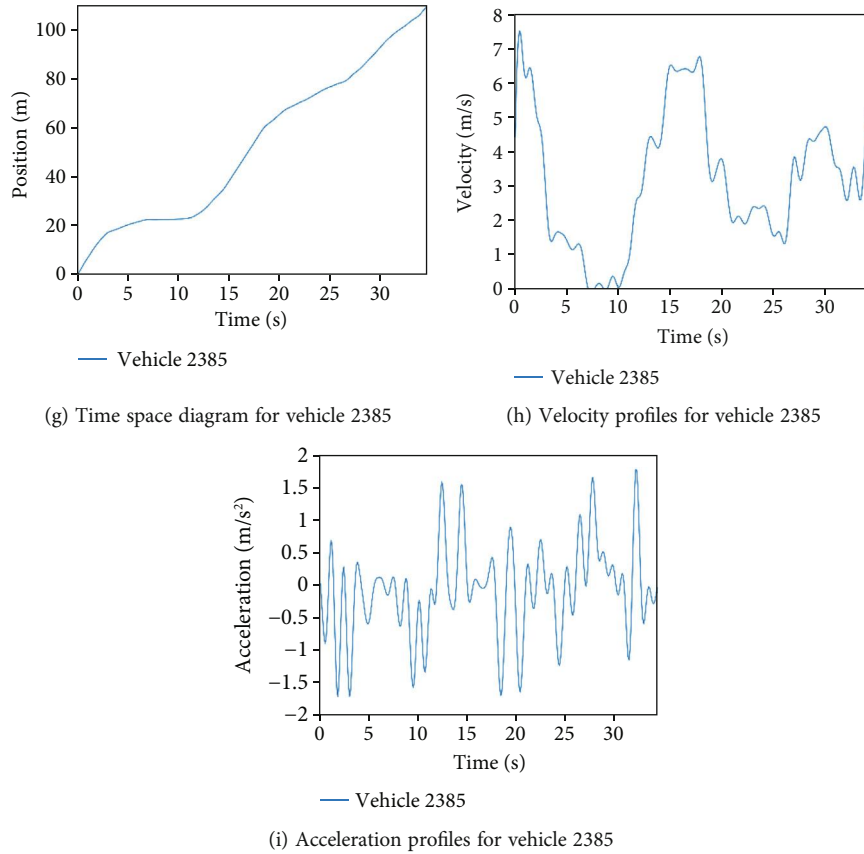 100
80
60
40
20
0
Position (m)
0 5 10 15 20 25 30
Time (s)
Vehicle 2385
(g) Time space diagram for vehicle 2385
8
7
6
5
4
3
2
1
0
Velocity (m/s)
0 5 10 15 20 25 30
Time (s)
Vehicle 2385
(h) Velocity profiles for vehicle 2385
2
1.5
1
0.5
0
−0.5
−1
−1.5
−2
Acceleration (m/s²)
0 5 10 15 20 25 30
Time (s)
Vehicle 2385
(i) Acceleration profiles for vehicle 2385